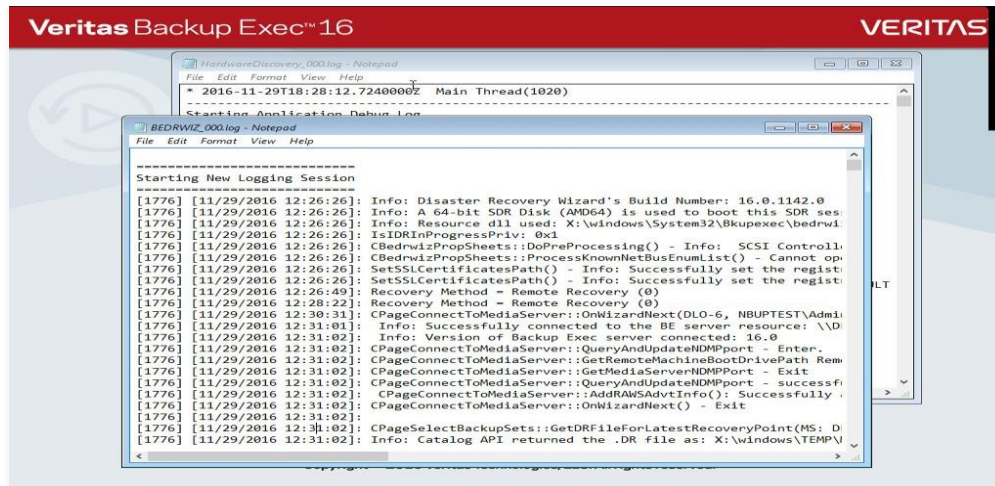 Veritas Backup Exec™ 16
VERITAS
HardwareDiscovery_000.log - Notepad
File Edit Format View Help
* 2016-11-29T18:28:12.7240000Z Main Thread(1020)
Starting Application Debug Log
BEDRWIZ_000.log - Notepad
File Edit Format View Help
============================
Starting New Logging Session
============================
[1776] [11/29/2016 12:26:26]: Info: Disaster Recovery Wizard's Build Number: 16.0.1142.0
[1776] [11/29/2016 12:26:26]: Info: A 64-bit SDR Disk (AMD64) is used to boot this SDR ses
[1776] [11/29/2016 12:26:26]: Info: Resource dll used: X:\windows\System32\Bkupexec\bedrwi
[1776] [11/29/2016 12:26:26]: IsIDRInProgressPriv: 0x1
[1776] [11/29/2016 12:26:26]: CBedrwizPropSheets::DoPreProcessing() - Info: SCSI Controll
[1776] [11/29/2016 12:26:26]: CBedrwizPropSheets::ProcessKnownNetBusEnumList() - Cannot op
[1776] [11/29/2016 12:26:26]: SetSSLCertificatesPath() - Info: Successfully set the regist
[1776] [11/29/2016 12:26:26]: SetSSLCertificatesPath() - Info: Successfully set the regist
[1776] [11/29/2016 12:26:49]: Recovery Method = Remote Recovery (0)
[1776] [11/29/2016 12:28:22]: Recovery Method = Remote Recovery (0)
[1776] [11/29/2016 12:30:31]: CPageConnectToMediaServer::OnWizardNext(DLO-6, NBUPTEST\Admi
[1776] [11/29/2016 12:31:01]: Info: Successfully connected to the BE server resource: \\D
[1776] [11/29/2016 12:31:02]: Info: Version of Backup Exec server connected: 16.0
[1776] [11/29/2016 12:31:02]: CPageConnectToMediaServer::QueryAndUpdateNDMPport - Enter.
[1776] [11/29/2016 12:31:02]: CPageConnectToMediaServer::GetRemoteMachineBootDrivePath Rem
[1776] [11/29/2016 12:31:02]: CPageConnectToMediaServer::GetMediaServerNDMPPort - Exit
[1776] [11/29/2016 12:31:02]: CPageConnectToMediaServer::QueryAndUpdateNDMPport - successf
[1776] [11/29/2016 12:31:02]: CPageConnectToMediaServer::AddRAWSAdvtInfo(): Successfully
[1776] [11/29/2016 12:31:02]: CPageConnectToMediaServer::OnWizardNext() - Exit
[1776] [11/29/2016 12:31:02]:
[1776] [11/29/2016 12:31:02]: CPageSelectBackupSets::GetDRFileForLatestRecoveryPoint(MS: D
[1776] [11/29/2016 12:31:02]: Info: Catalog API returned the .DR file as: X:\windows\TEMP\